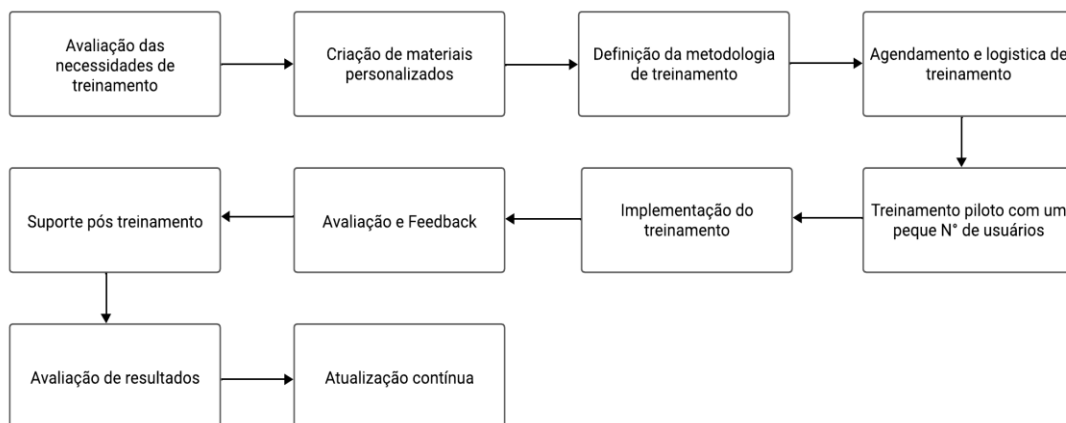 Avaliação das
necessidades de
treinamento
Criação de materiais
personalizados
Definição da metodologia
de treinamento
Agendamento e logistica de
treinamento
Treinamento piloto com um
peque N° de usuários
Implementação do
treinamento
Avaliação e Feedback
Suporte pós treinamento
Avaliação de resultados
Atualização contínua